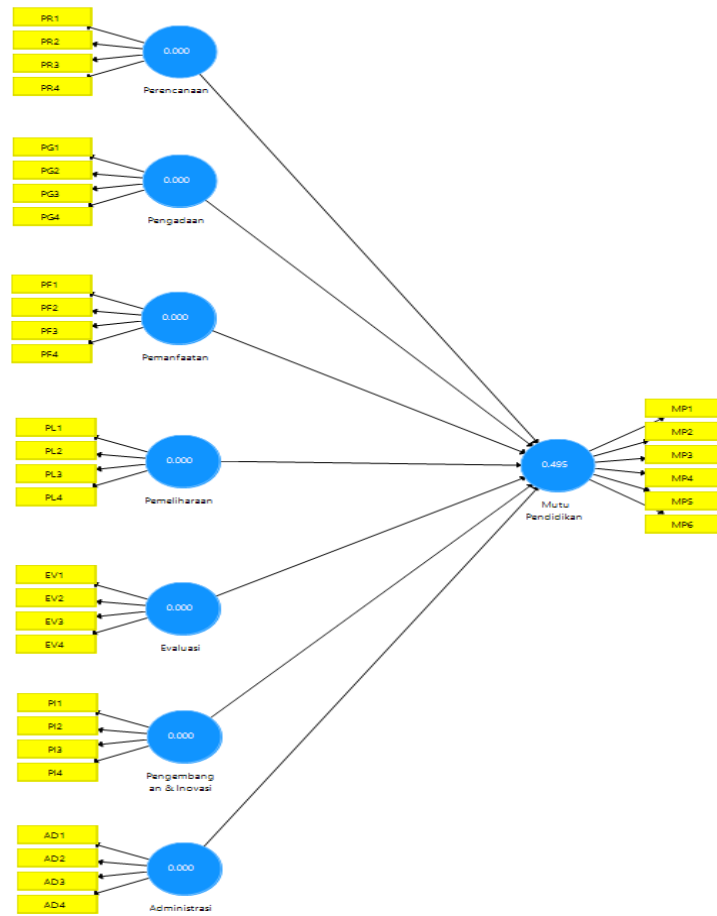 PR1
PR2
PR3
PR4
0.000
Perencanaan
PG1
PG2
PG3
PG4
0.000
Pengadaan
PF1
PF2
PF3
PF4
0.000
Pemanfaatan
PL1
PL2
PL3
PL4
0.000
Pemeliharaan
EV1
EV2
EV3
EV4
0.000
Evaluasi
PI1
PI2
PI3
PI4
0.000
Pengembang
an & Inovasi
AD1
AD2
AD3
AD4
0.000
Administrasi
0.495
Mutu
Pendidikan
MP1
MP2
MP3
MP4
MP5
MP6